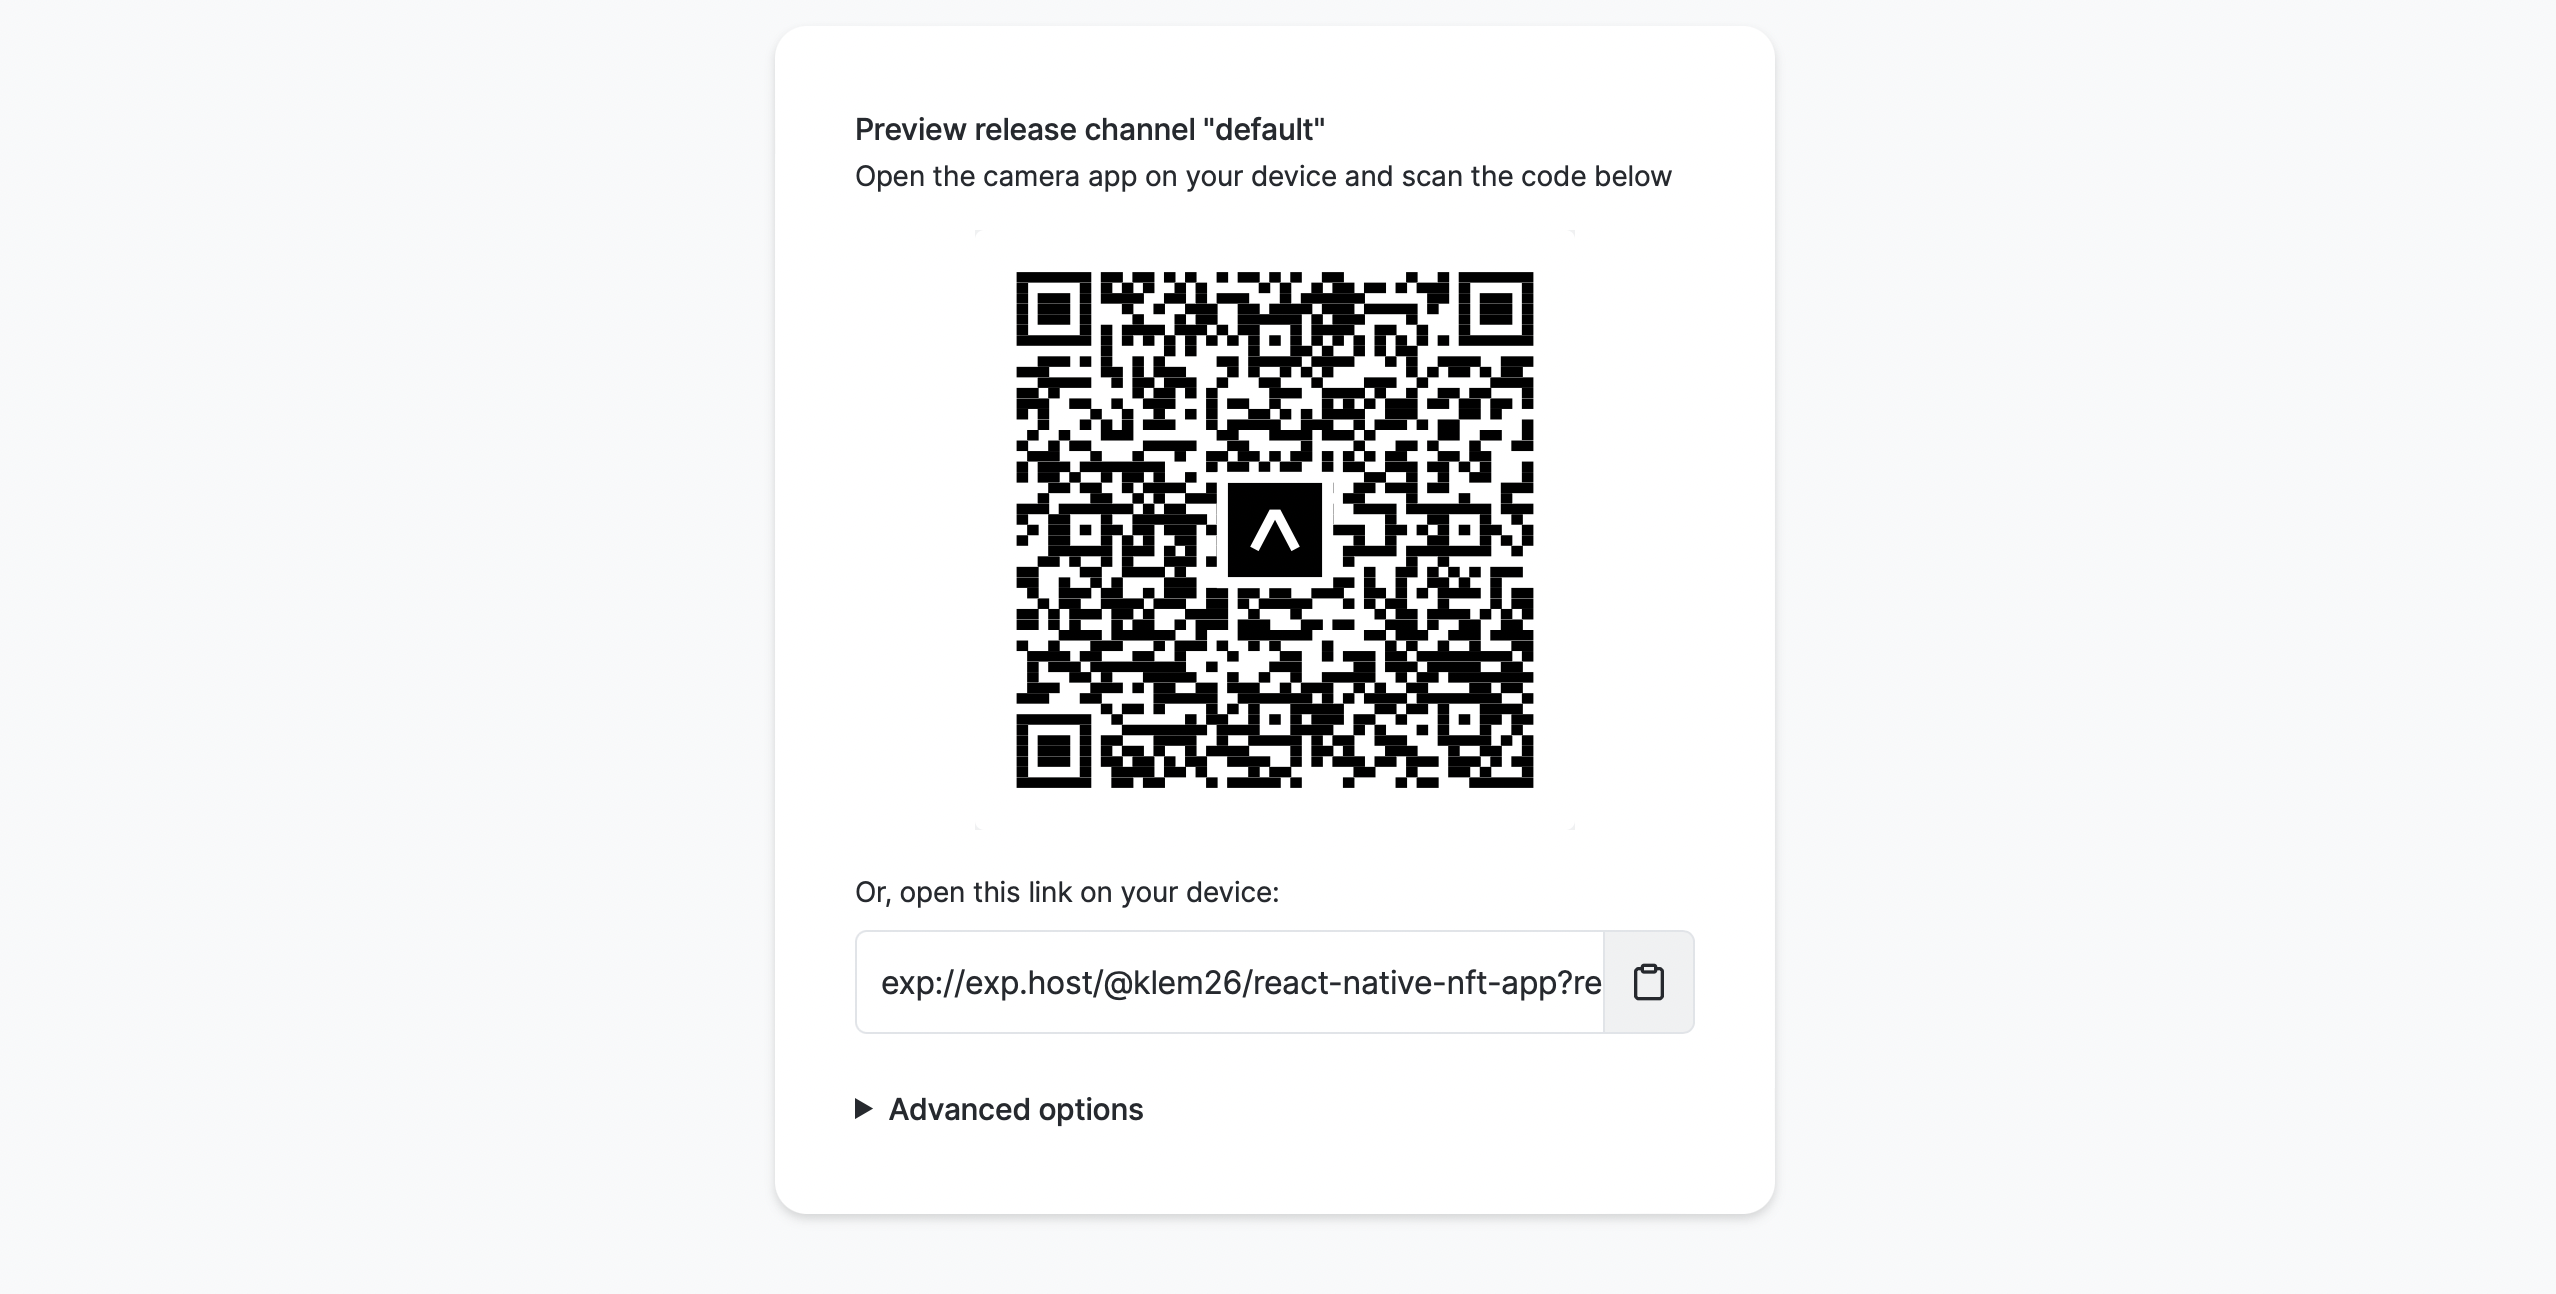 Preview release channel "default"
Open the camera app on your device and scan the code below
Or, open this link on your device:
exp://exp.host/@klem26/react-native-nft-app?re
Advanced options